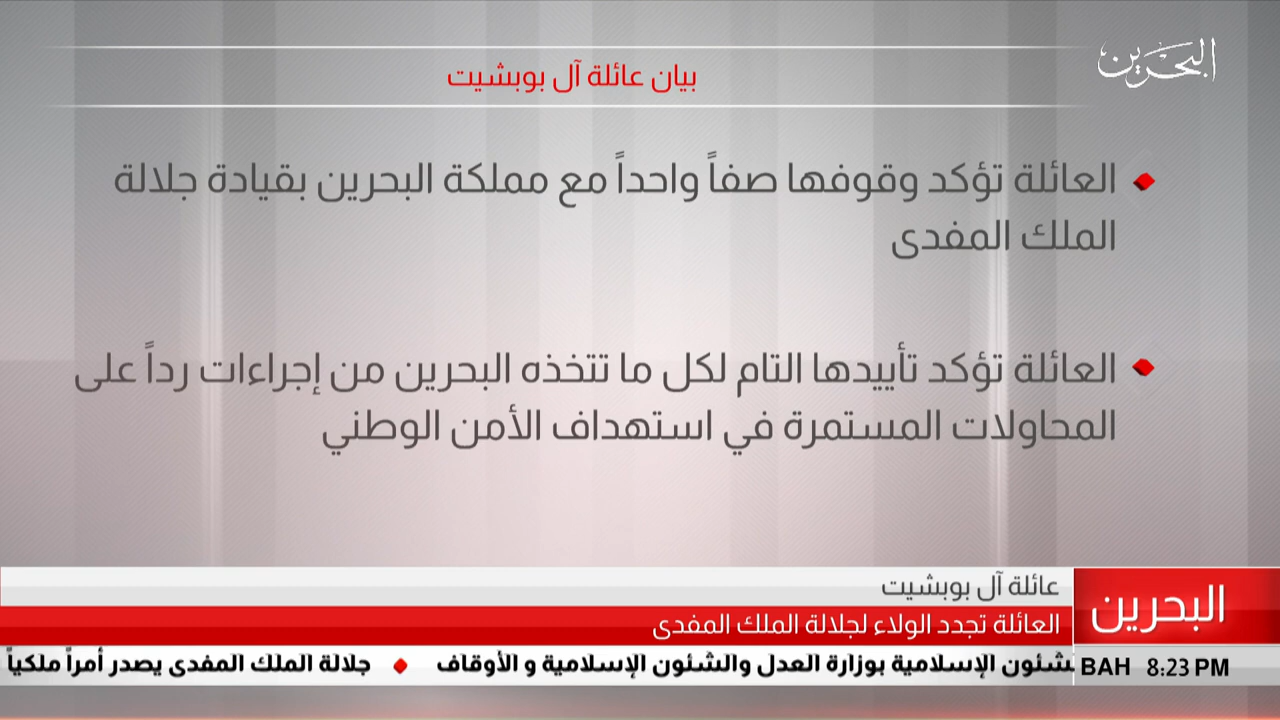 البحرين
بيان عائلة آل بوبشيت
العائلة تؤكد وقوفها صفاً واحداً مع مملكة البحرين بقيادة جلالة
الملك المفدى
العائلة تؤكد تأييدها التام لكل ما تتخذه البحرين من إجراءات رداً على
المحاولات المستمرة في استهداف الأمن الوطني
عائلة آل بوبشيت
العائلة تجدد الولاء لجلالة الملك المفدى
البحرين
الإسلامية بوزارة العدل والشئون الإسلامية و الأوقاف ♦ جلالة الملك المفدى يصدر أمراً ملكياً
BAH 8:23 PM